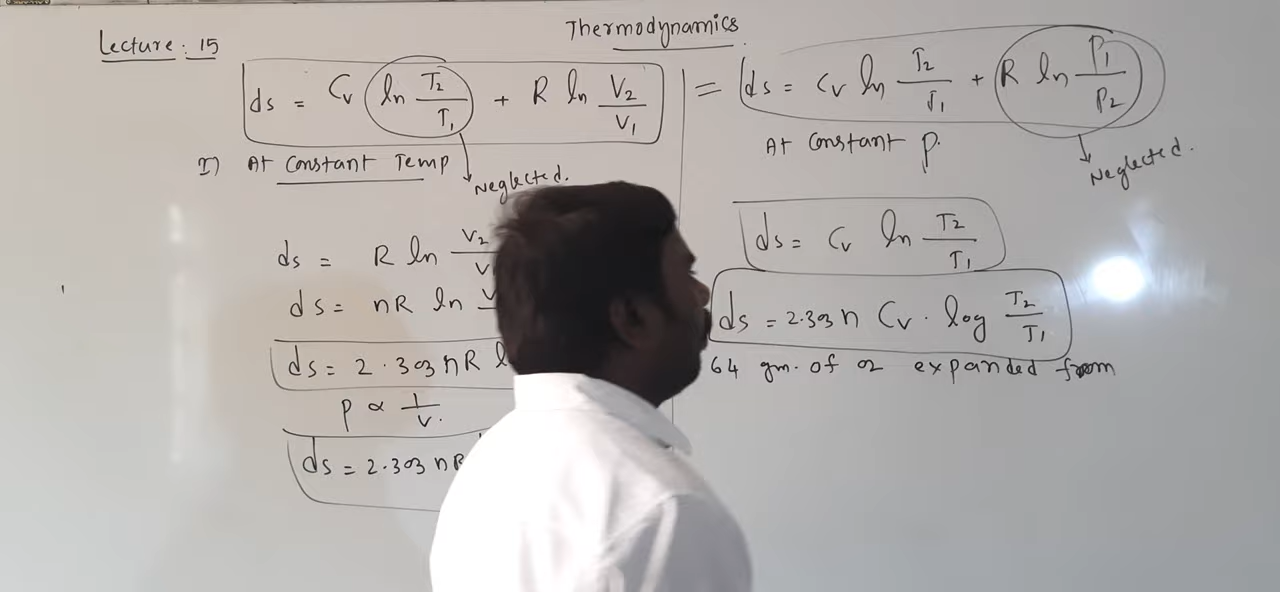 Thermodynamics
Lecture : 15
ds = Cv ln T2/T1 + R ln V2/V1
I) At Constant Temp
Neglected.
ds = R ln V2
ds = nR ln
ds = 2.303 nR
P ∝ 1/V.
ds = 2.303 nR
= ds = Cv ln T2/T1 + R ln P1/P2
At Constant P.
Neglected.
ds = Cv ln T2/T1
ds = 2.303 n Cv . log T2/T1
64 gm. of O2 expanded from